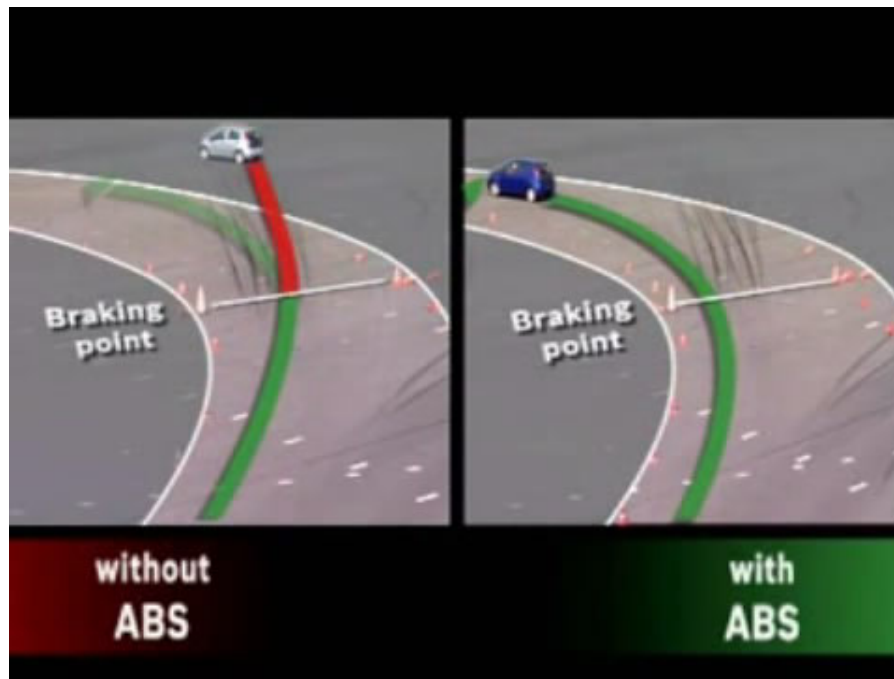 Braking
point
Braking
point
without
ABS
with
ABS